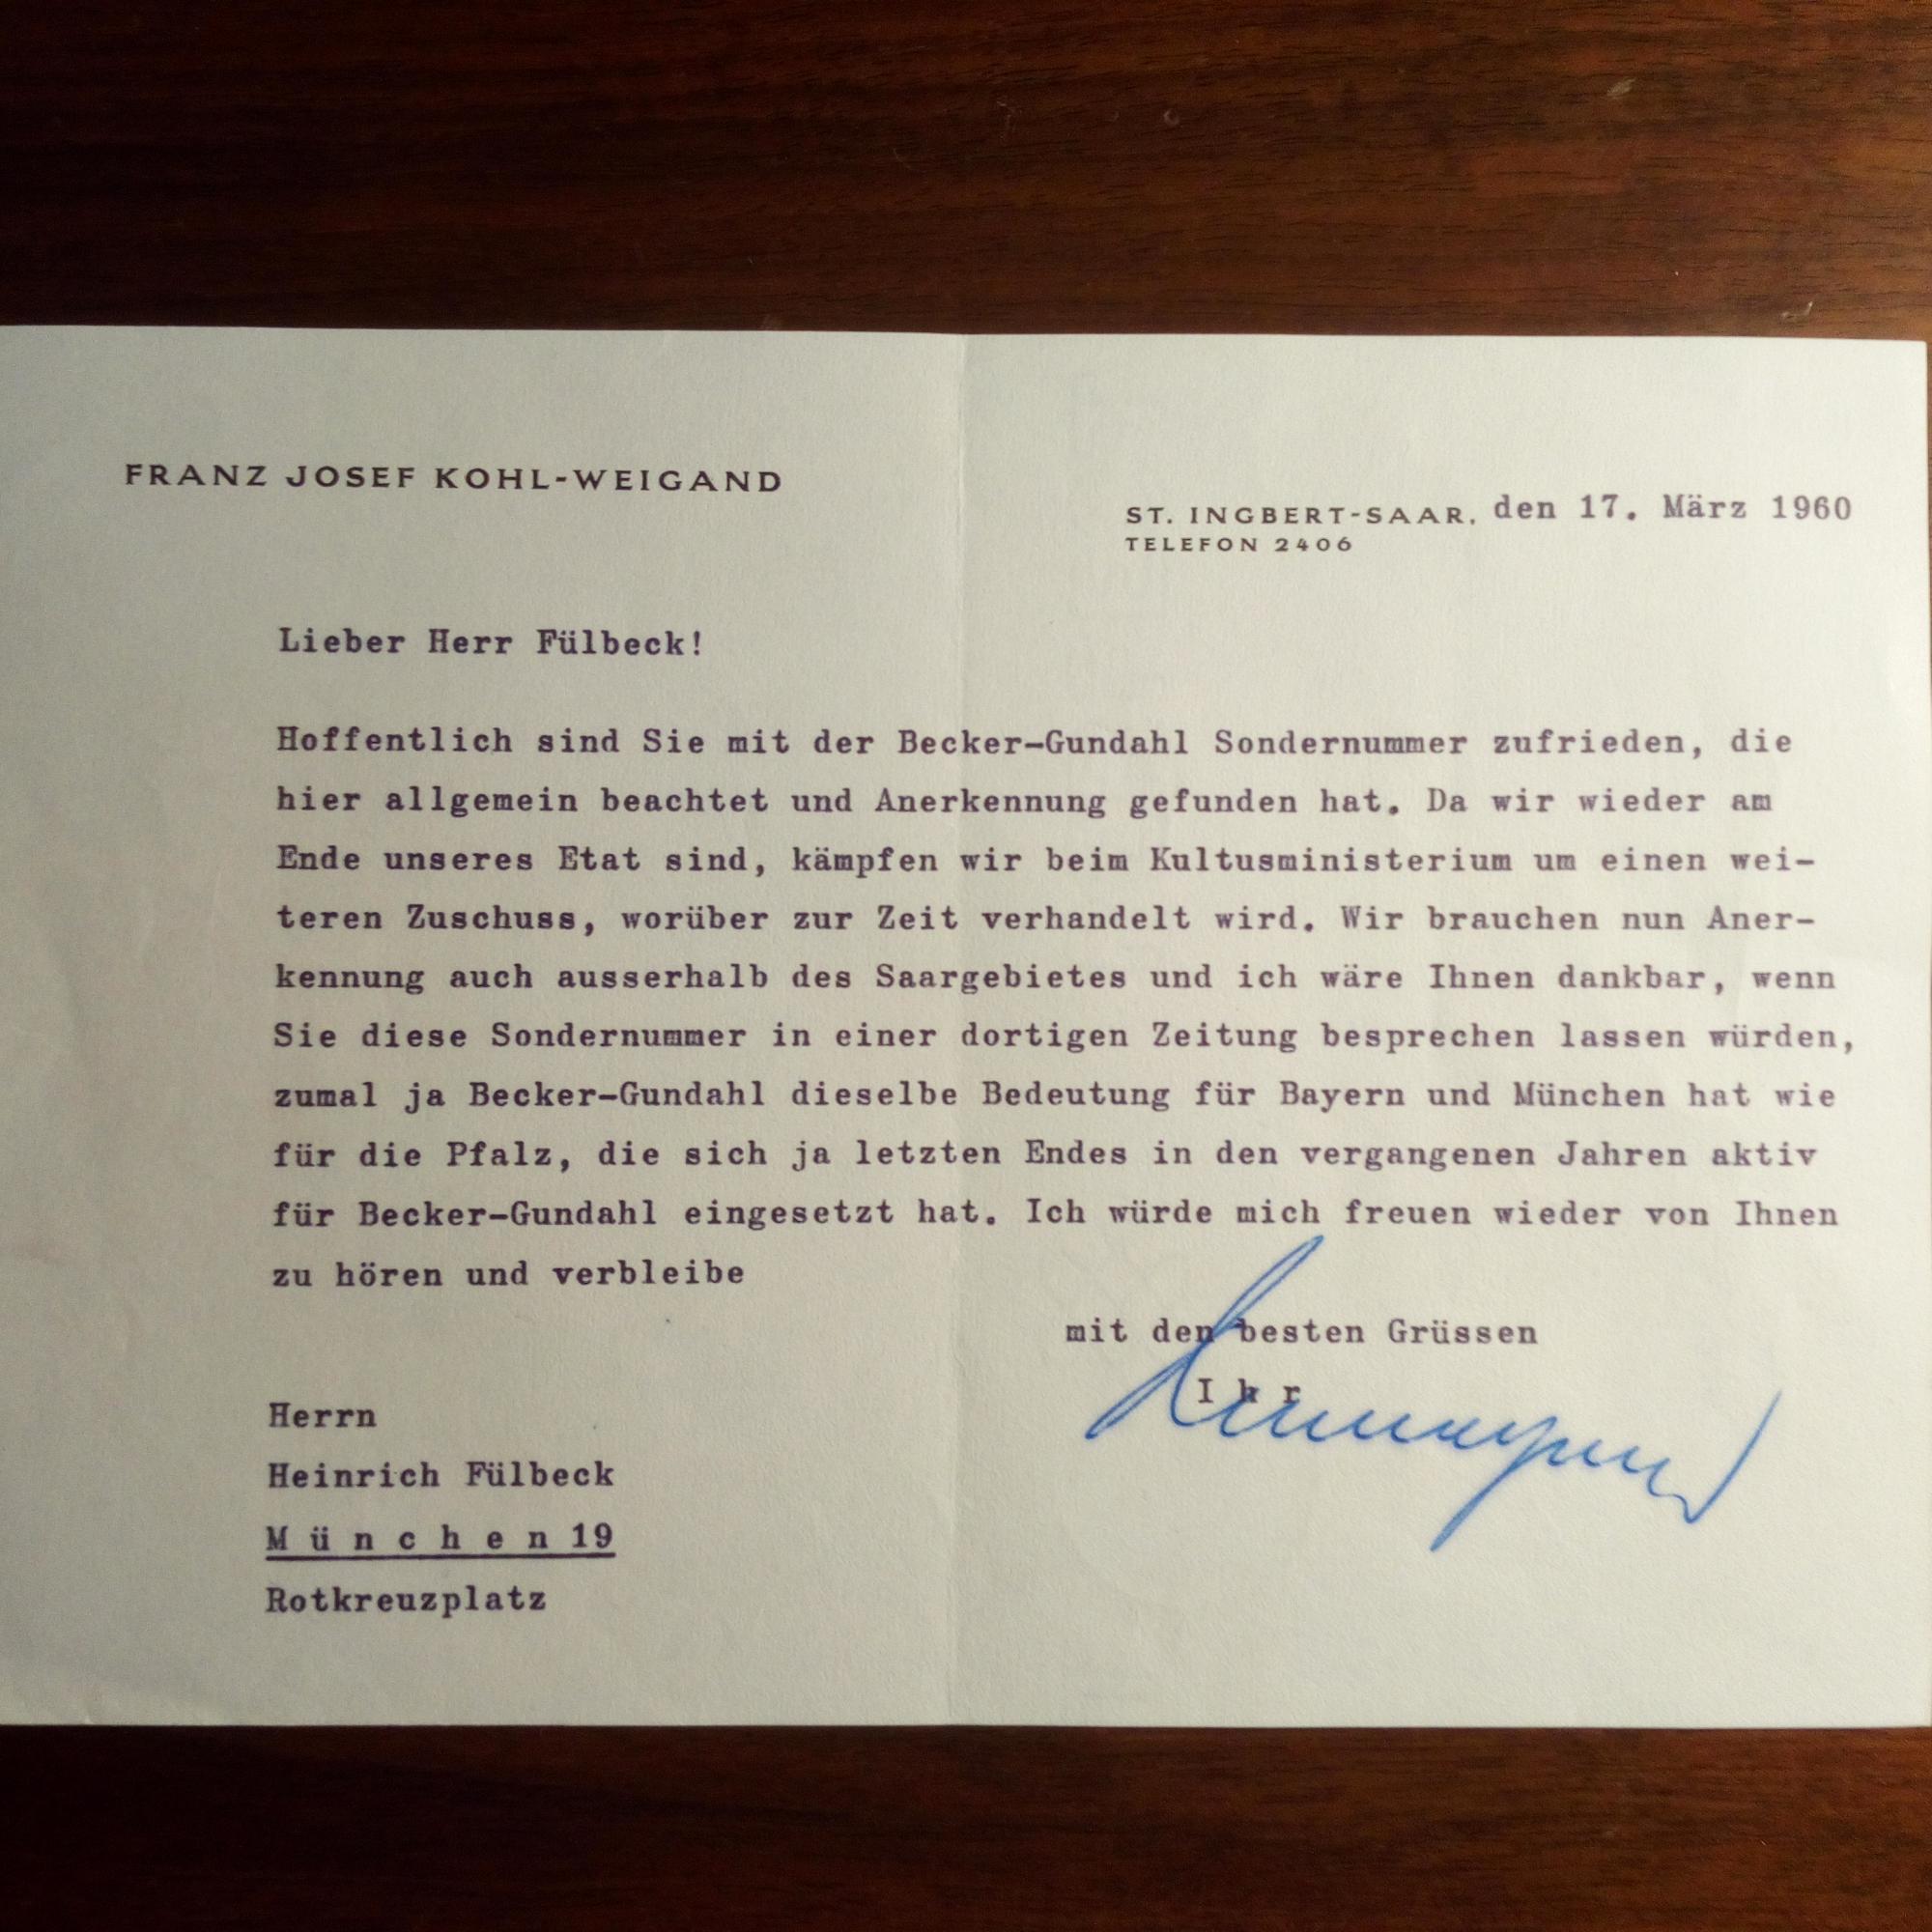 FRANZ JOSEF KOHL-WEIGAND
ST. INGBERT-SAAR, den 17. März 1960
TELEFON 2406
Lieber Herr Fülbeck!
Hoffentlich sind Sie mit der Becker-Gundahl Sondernummer zufrieden, die
hier allgemein beachtet und Anerkennung gefunden hat. Da wir wieder am
Ende unseres Etat sind, kämpfen wir beim Kultusministerium um einen wei-
teren Zuschuss, worüber zur Zeit verhandelt wird. Wir brauchen nun Aner-
kennung auch ausserhalb des Saargebietes und ich wäre Ihnen dankbar, wenn
Sie diese Sondernummer in einer dortigen Zeitung besprechen lassen würden,
zumal ja Becker-Gundahl dieselbe Bedeutung für Bayern und München hat wie
für die Pfalz, die sich ja letzten Endes in den vergangenen Jahren aktiv
für Becker-Gundahl eingesetzt hat. Ich würde mich freuen wieder von Ihnen
zu hören und verbleibe
mit den besten Grüssen
I h r
Herrn
Heinrich Fülbeck
M ü n c h e n 19
Rotkreuzplatz